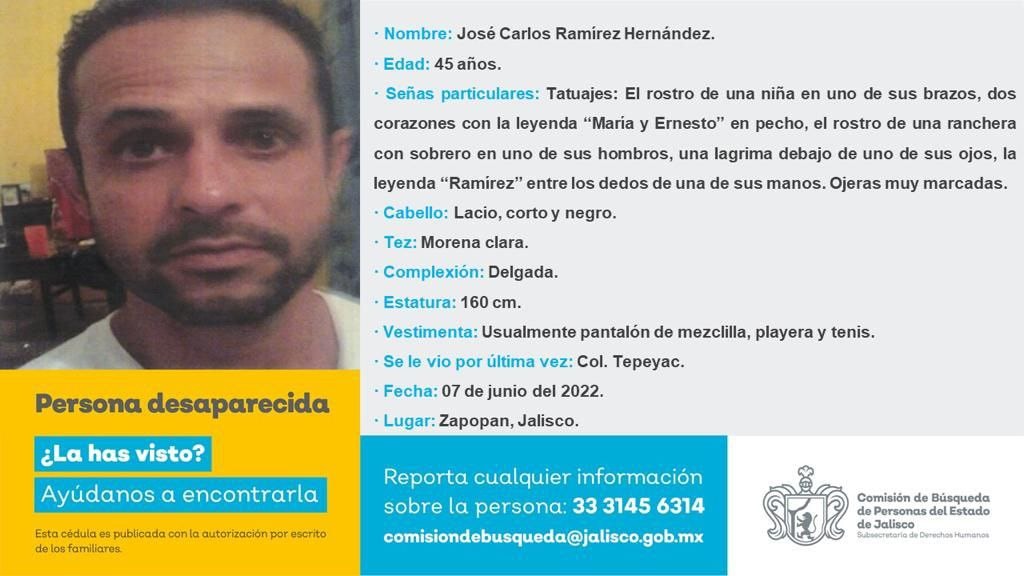 · Nombre: José Carlos Ramírez Hernández.
· Edad: 45 años.
· Señas particulares: Tatuajes: El rostro de una niña en uno de sus brazos, dos
corazones con la leyenda “Maria y Ernesto” en pecho, el rostro de una ranchera
con sobrero en uno de sus hombros, una lagrima debajo de uno de sus ojos, la
leyenda “Ramírez” entre los dedos de una de sus manos. Ojeras muy marcadas.
· Cabello: Lacio, corto y negro.
· Tez: Morena clara.
· Complexión: Delgada.
· Estatura: 160 cm.
· Vestimenta: Usualmente pantalón de mezclilla, playera y tenis.
· Se le vio por última vez: Col. Tepeyac.
· Fecha: 07 de junio del 2022.
· Lugar: Zapopan, Jalisco.
Persona desaparecida
¿La has visto?
Ayúdanos a encontrarla
Esta cédula es publicada con la autorización por escrito
de los familiares.
Reporta cualquier información
sobre la persona: 33 3145 6314
comisiondebusqueda@jalisco.gob.mx
Comisión de Búsqueda
de Personas del Estado
de Jalisco
Subsecretaría de Derechos Humanos